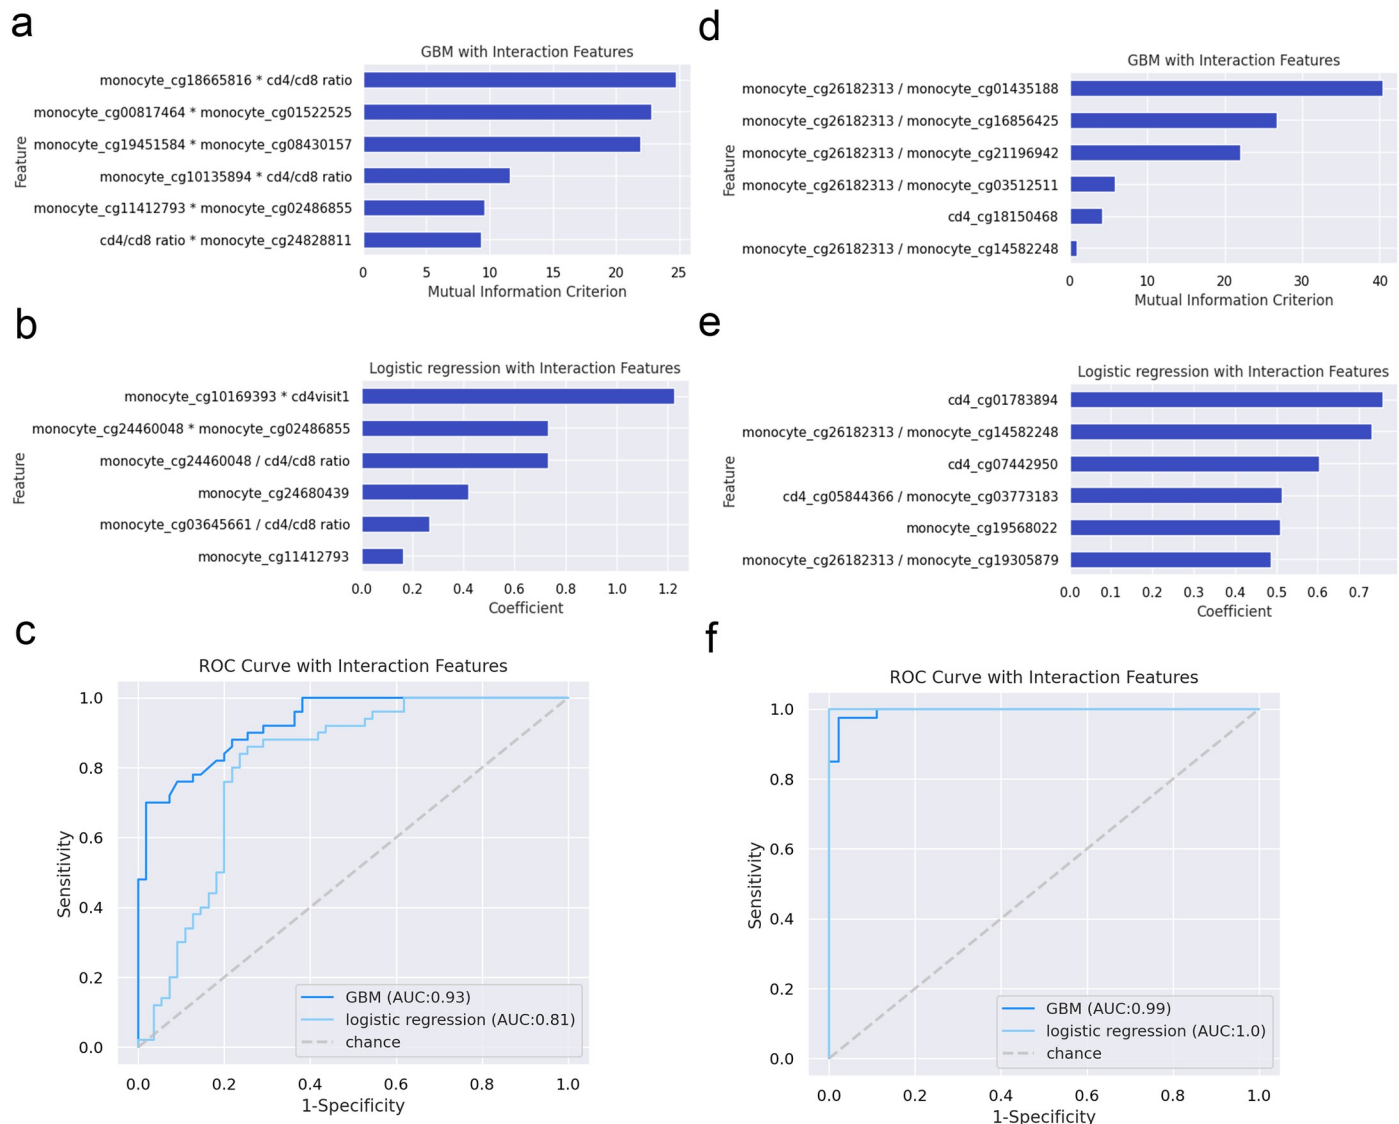 a
GBM with Interaction Features
Feature
monocyte_cg18665816 * cd4/cd8 ratio
monocyte_cg00817464 * monocyte_cg01522525
monocyte_cg19451584 * monocyte_cg08430157
monocyte_cg10135894 * cd4/cd8 ratio
monocyte_cg11412793 * monocyte_cg02486855
cd4/cd8 ratio * monocyte_cg24828811
0 5 10 15 20 25
Mutual Information Criterion
b
Logistic regression with Interaction Features
Feature
monocyte_cg10169393 * cd4visit1
monocyte_cg24460048 * monocyte_cg02486855
monocyte_cg24460048 / cd4/cd8 ratio
monocyte_cg24680439
monocyte_cg03645661 / cd4/cd8 ratio
monocyte_cg11412793
0.0 0.2 0.4 0.6 0.8 1.0 1.2
Coefficient
c
ROC Curve with Interaction Features
Sensitivity
1.0
0.8
0.6
0.4
0.2
0.0
GBM (AUC:0.93)
logistic regression (AUC:0.81)
chance
0.0 0.2 0.4 0.6 0.8 1.0
1-Specificity
d
GBM with Interaction Features
Feature
monocyte_cg26182313 / monocyte_cg01435188
monocyte_cg26182313 / monocyte_cg16856425
monocyte_cg26182313 / monocyte_cg21196942
monocyte_cg26182313 / monocyte_cg03512511
cd4_cg18150468
monocyte_cg26182313 / monocyte_cg14582248
0 10 20 30 40
Mutual Information Criterion
e
Logistic regression with Interaction Features
Feature
cd4_cg01783894
monocyte_cg26182313 / monocyte_cg14582248
cd4_cg07442950
cd4_cg05844366 / monocyte_cg03773183
monocyte_cg19568022
monocyte_cg26182313 / monocyte_cg19305879
0.0 0.1 0.2 0.3 0.4 0.5 0.6 0.7
Coefficient
f
ROC Curve with Interaction Features
Sensitivity
1.0
0.8
0.6
0.4
0.2
0.0
GBM (AUC:0.99)
logistic regression (AUC:1.0)
chance
0.0 0.2 0.4 0.6 0.8 1.0
1-Specificity